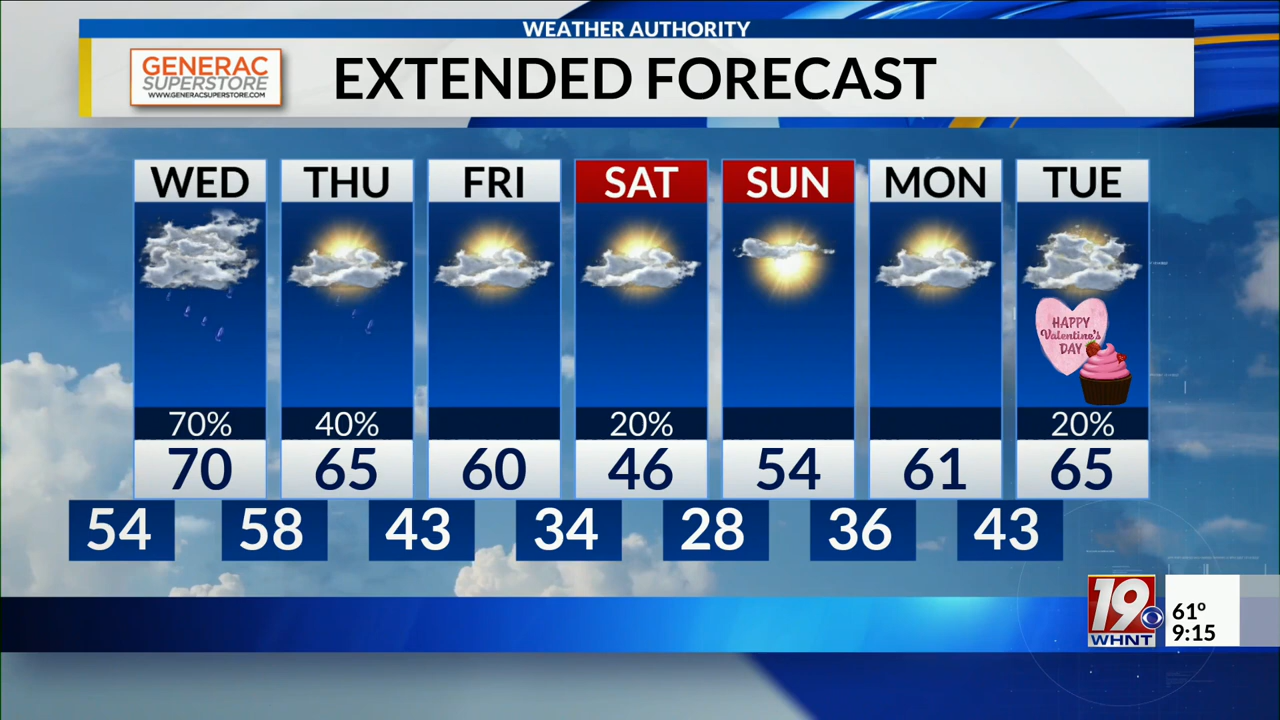 WEATHER AUTHORITY
GENERAC
SUPERSTORE
WWW.GENERACSUPERSTORE.COM
EXTENDED FORECAST
WED THU FRI SAT SUN MON TUE
HAPPY
Valentine's
DAY
70% 40% 20% 20%
70 65 60 46 54 61 65
54 58 43 34 28 36 43
19
WHNT
61°
9:15